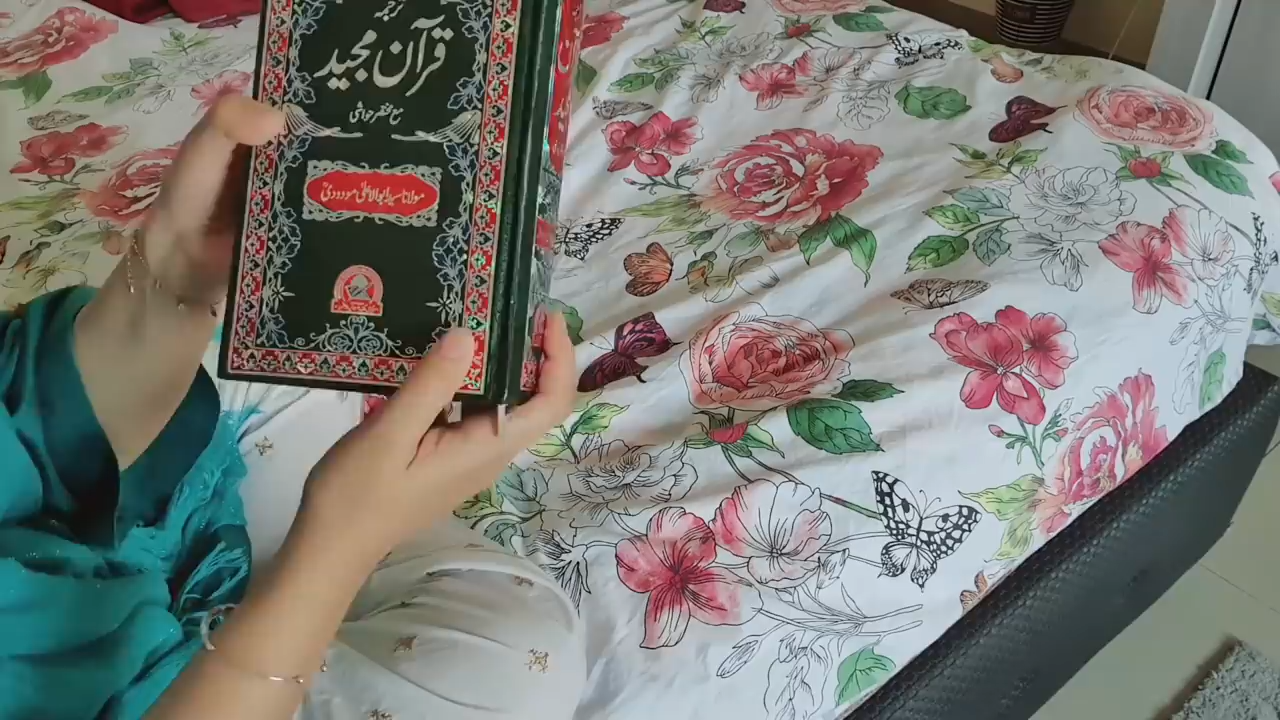 ترجمہ
قرآن مجید
مع مختصر حواشی
مولانا سید ابوالاعلیٰ مودودیؒ